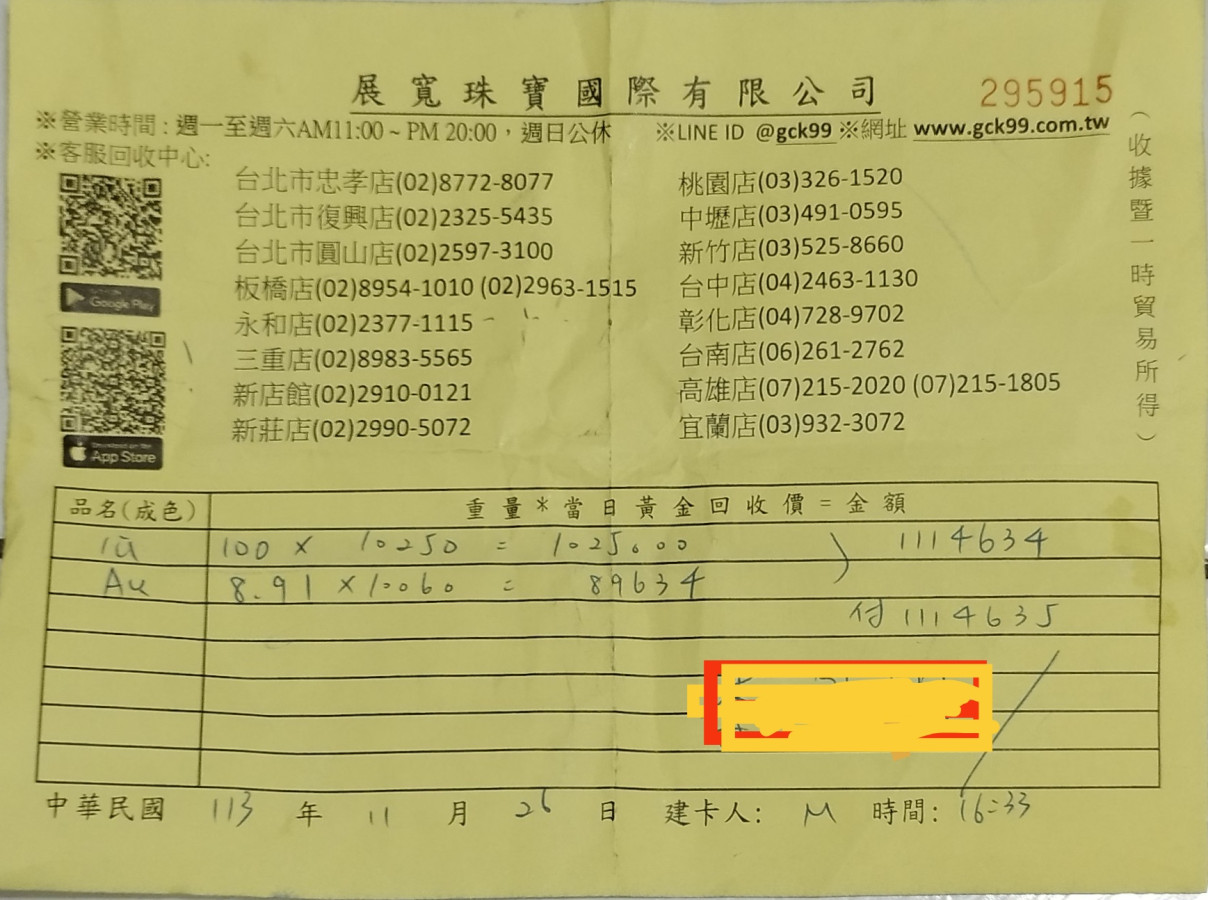 展寬珠寶國際有限公司 295915
※營業時間：週一至週六AM11:00 ~ PM 20:00，週日公休 ※LINE ID @gck99 ※網址 www.gck99.com.tw
※客服回收中心:
台北市忠孝店(02)8772-8077
台北市復興店(02)2325-5435
台北市圓山店(02)2597-3100
板橋店(02)8954-1010 (02)2963-1515
永和店(02)2377-1115
三重店(02)8983-5565
新店館(02)2910-0121
新莊店(02)2990-5072
桃園店(03)326-1520
中壢店(03)491-0595
新竹店(03)525-8660
台中店(04)2463-1130
彰化店(04)728-9702
台南店(06)261-2762
高雄店(07)215-2020 (07)215-1805
宜蘭店(03)932-3072
Google Play
Download on the
App Store
（收據暨一時貿易所得）
品名(成色) 重量*當日黃金回收價=金額
100 × 10250 = 1025000 1114634
Au 8.91 × 10060 = 89634
付 1114635
中華民國 113 年 11 月 26 日 建卡人: M 時間: 16:33